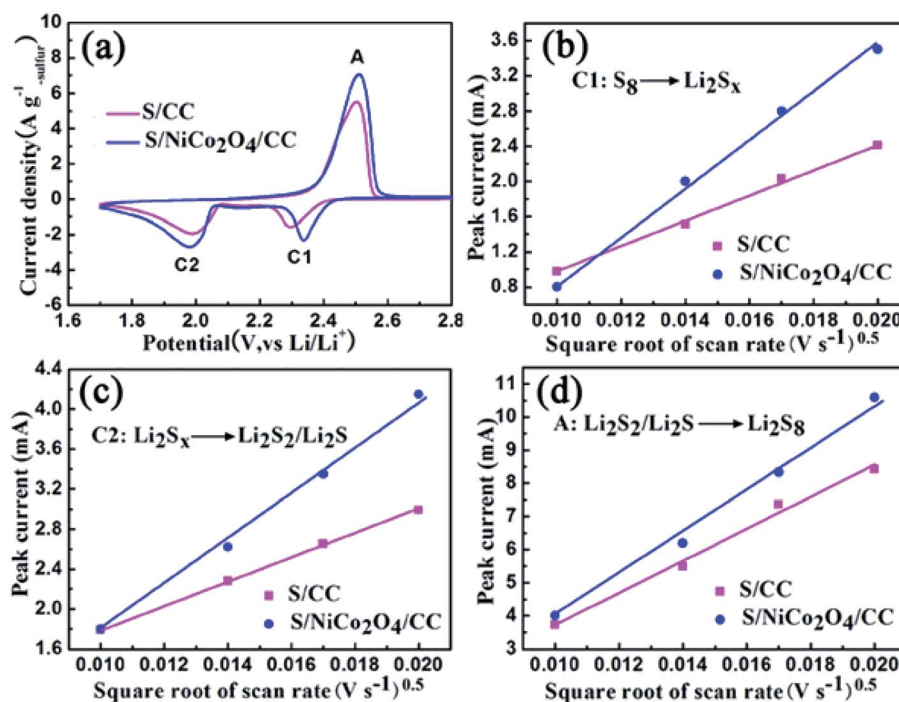 (a)
A
S/CC
S/NiCo2O4/CC
C2
C1
Current density(A g-1-sulfur)
10
8
6
4
2
0
-2
-4
-6
1.6 1.8 2.0 2.2 2.4 2.6 2.8
Potential(V,vs Li/Li+)
(b)
C1: S8→Li2Sx
S/CC
S/NiCo2O4/CC
Peak current (mA)
3.6
3.0
2.4
1.8
1.2
0.8
0.010 0.012 0.014 0.016 0.018 0.020
Square root of scan rate (V s-1)0.5
(c)
C2: Li2Sx→Li2S2/Li2S
S/CC
S/NiCo2O4/CC
Peak current (mA)
4.4
4.0
3.6
3.2
2.8
2.4
2.0
1.6
0.010 0.012 0.014 0.016 0.018 0.020
Square root of scan rate (V s-1)0.5
(d)
A: Li2S2/Li2S→Li2S8
S/CC
S/NiCo2O4/CC
Peak current (mA)
11
10
9
8
7
6
5
4
3
0.010 0.012 0.014 0.016 0.018 0.020
Square root of scan rate (V s-1)0.5